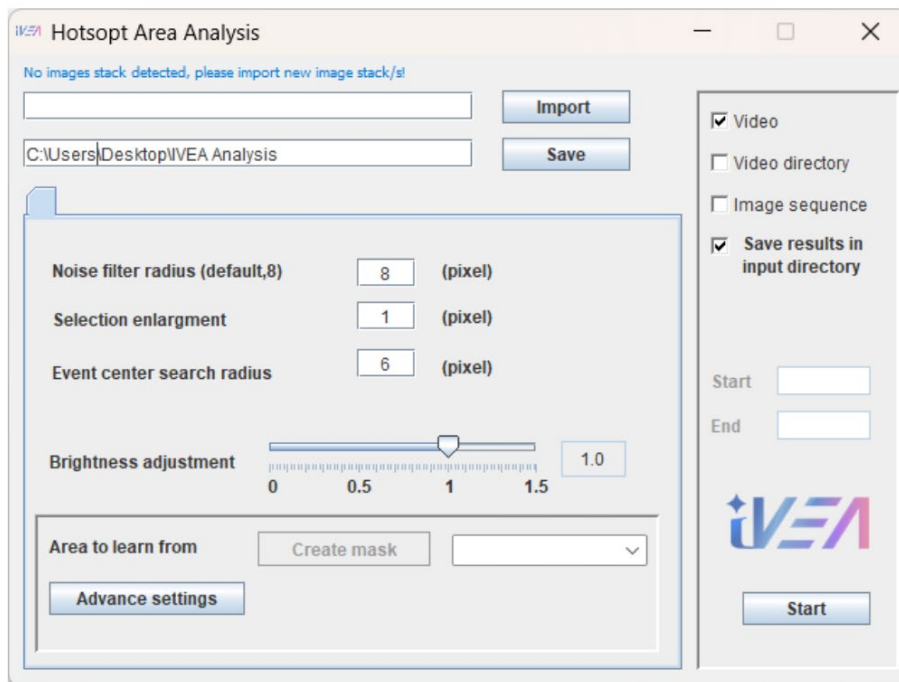 iVEA Hotsopt Area Analysis
No images stack detected, please import new image stack/s!
Import
C:\Users\Desktop\IVEA Analysis
Save
Noise filter radius (default,8) 8 (pixel)
Selection enlargment 1 (pixel)
Event center search radius 6 (pixel)
Brightness adjustment 1.0
0 0.5 1 1.5
Area to learn from Create mask
Advance settings
Video
Video directory
Image sequence
Save results in
input directory
Start
End
iVEA
Start